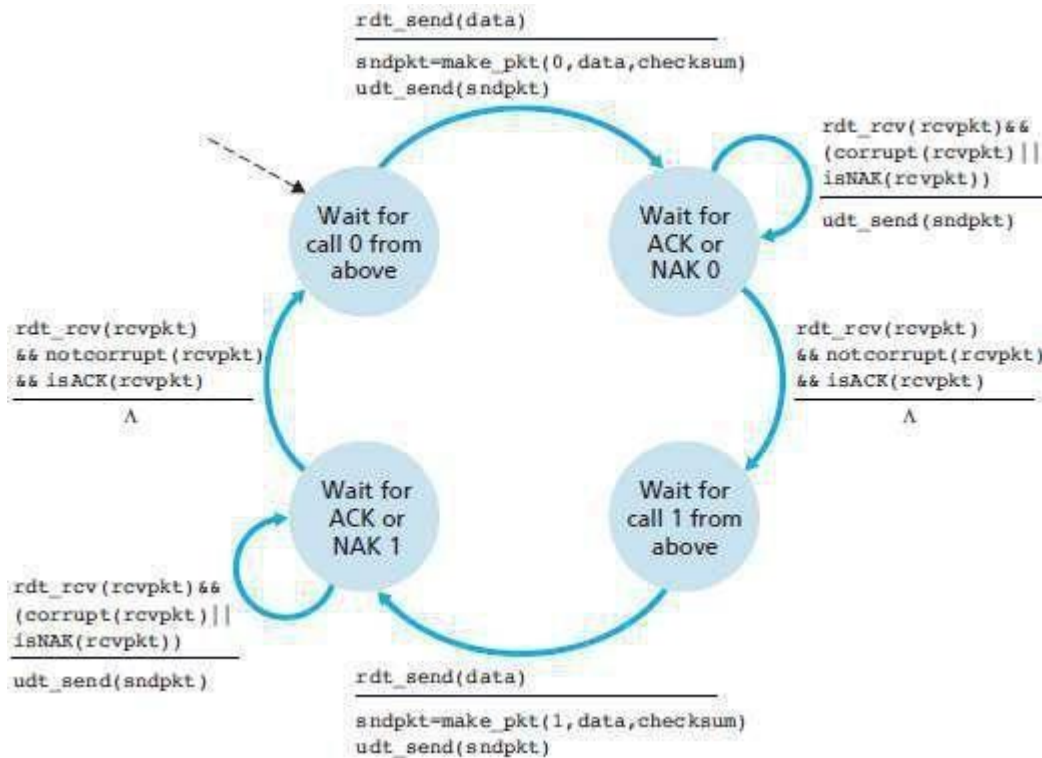 rdt_send(data)
sndpkt=make_pkt(0,data,checksum)
udt_send(sndpkt)
rdt_rcv(rcvpkt)&&
(corrupt(rcvpkt)||
isNAK(rcvpkt))
udt_send(sndpkt)
Wait for
call 0 from
above
Wait for
ACK or
NAK 0
rdt_rcv(rcvpkt)
&& notcorrupt(rcvpkt)
&& isACK(rcvpkt)
Λ
rdt_rcv(rcvpkt)
&& notcorrupt(rcvpkt)
&& isACK(rcvpkt)
Λ
Wait for
ACK or
NAK 1
Wait for
call 1 from
above
rdt_rcv(rcvpkt)&&
(corrupt(rcvpkt)||
isNAK(rcvpkt))
udt_send(sndpkt)
rdt_send(data)
sndpkt=make_pkt(1,data,checksum)
udt_send(sndpkt)